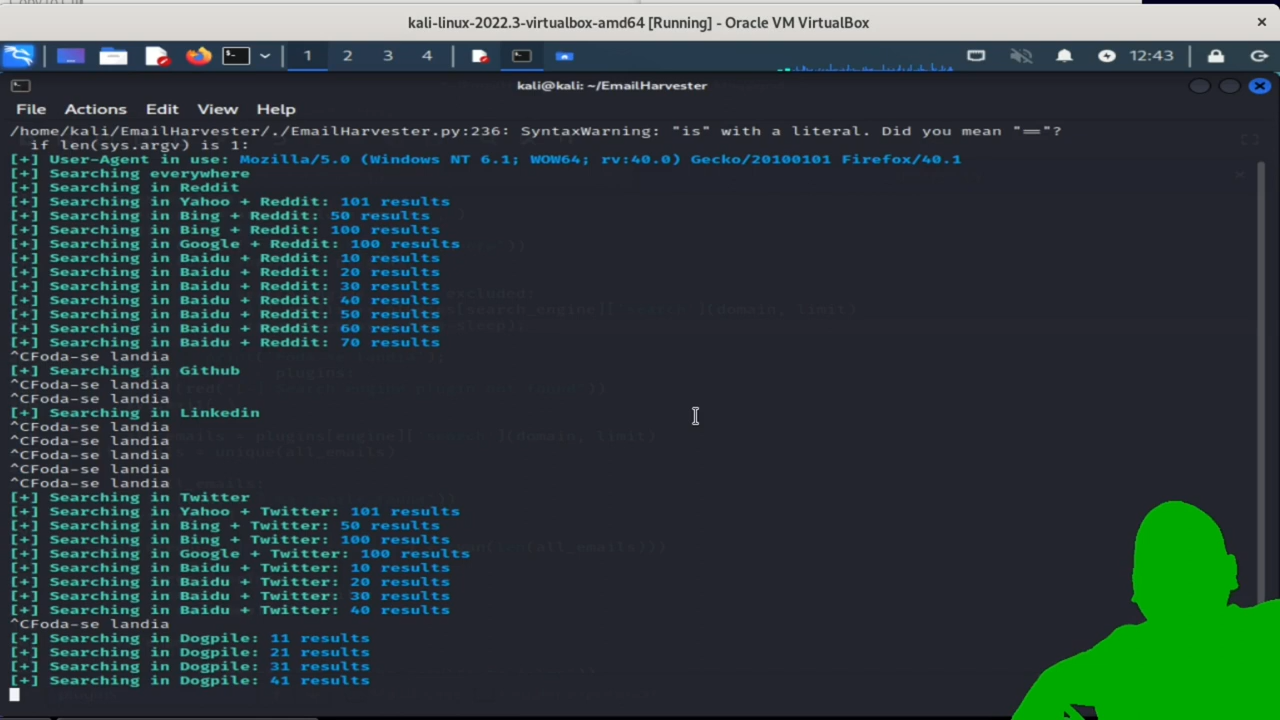 kali-linux-2022.3-virtualbox-amd64 [Running] - Oracle VM VirtualBox
1 2 3 4 12:43
kali@kali: ~/EmailHarvester
File Actions Edit View Help
/home/kali/EmailHarvester/./EmailHarvester.py:236: SyntaxWarning: "is" with a literal. Did you mean "=="?
if len(sys.argv) is 1:
[+] User-Agent in use: Mozilla/5.0 (Windows NT 6.1; WOW64; rv:40.0) Gecko/20100101 Firefox/40.1
[+] Searching everywhere
[+] Searching in Reddit
[+] Searching in Yahoo + Reddit: 101 results
[+] Searching in Bing + Reddit: 50 results
[+] Searching in Bing + Reddit: 100 results
[+] Searching in Google + Reddit: 100 results
[+] Searching in Baidu + Reddit: 10 results
[+] Searching in Baidu + Reddit: 20 results
[+] Searching in Baidu + Reddit: 30 results
[+] Searching in Baidu + Reddit: 40 results
[+] Searching in Baidu + Reddit: 50 results
[+] Searching in Baidu + Reddit: 60 results
[+] Searching in Baidu + Reddit: 70 results
^CFoda-se landia
[+] Searching in Github
^CFoda-se landia
^CFoda-se landia
[+] Searching in Linkedin
^CFoda-se landia
^CFoda-se landia
^CFoda-se landia
^CFoda-se landia
^CFoda-se landia
[+] Searching in Twitter
[+] Searching in Yahoo + Twitter: 101 results
[+] Searching in Bing + Twitter: 50 results
[+] Searching in Bing + Twitter: 100 results
[+] Searching in Google + Twitter: 100 results
[+] Searching in Baidu + Twitter: 10 results
[+] Searching in Baidu + Twitter: 20 results
[+] Searching in Baidu + Twitter: 30 results
[+] Searching in Baidu + Twitter: 40 results
^CFoda-se landia
[+] Searching in Dogpile: 11 results
[+] Searching in Dogpile: 21 results
[+] Searching in Dogpile: 31 results
[+] Searching in Dogpile: 41 results